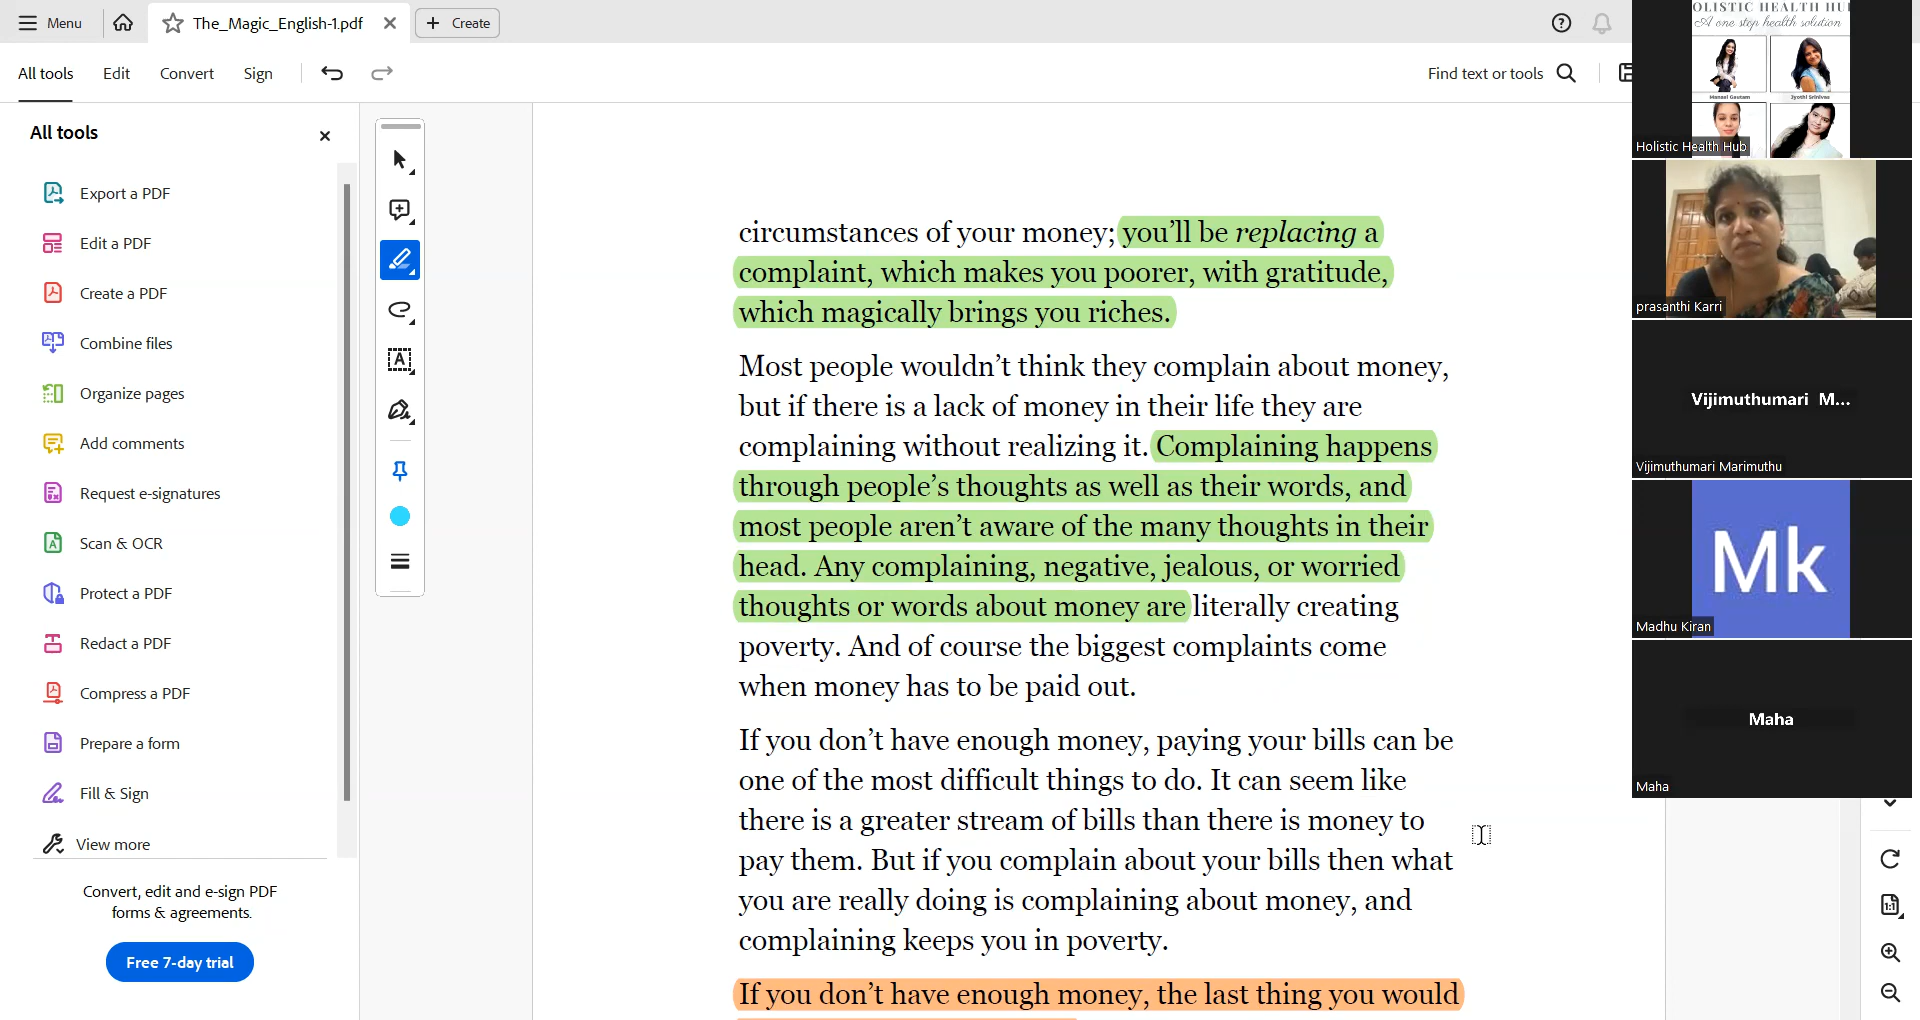 Menu
The_Magic_English-1.pdf
Create
All tools
Edit
Convert
Sign
Find text or tools
All tools
Export a PDF
Edit a PDF
Create a PDF
Combine files
Organize pages
Add comments
Request e-signatures
Scan & OCR
Protect a PDF
Redact a PDF
Compress a PDF
Prepare a form
Fill & Sign
View more
Convert, edit and e-sign PDF
forms & agreements.
Free 7-day trial
circumstances of your money; you’ll be replacing a
complaint, which makes you poorer, with gratitude,
which magically brings you riches.
Most people wouldn’t think they complain about money,
but if there is a lack of money in their life they are
complaining without realizing it. Complaining happens
through people’s thoughts as well as their words, and
most people aren’t aware of the many thoughts in their
head. Any complaining, negative, jealous, or worried
thoughts or words about money are literally creating
poverty. And of course the biggest complaints come
when money has to be paid out.
If you don’t have enough money, paying your bills can be
one of the most difficult things to do. It can seem like
there is a greater stream of bills than there is money to
pay them. But if you complain about your bills then what
you are really doing is complaining about money, and
complaining keeps you in poverty.
If you don’t have enough money, the last thing you would
OLISTIC HEALTH HU
A one step health solution
Manasi Gautam
Jyothi Srinivas
Holistic Health Hub
prasanthi Karri
Vijimuthumari M...
Vijimuthumari Marimuthu
Mk
Madhu Kiran
Maha
Maha
1:1